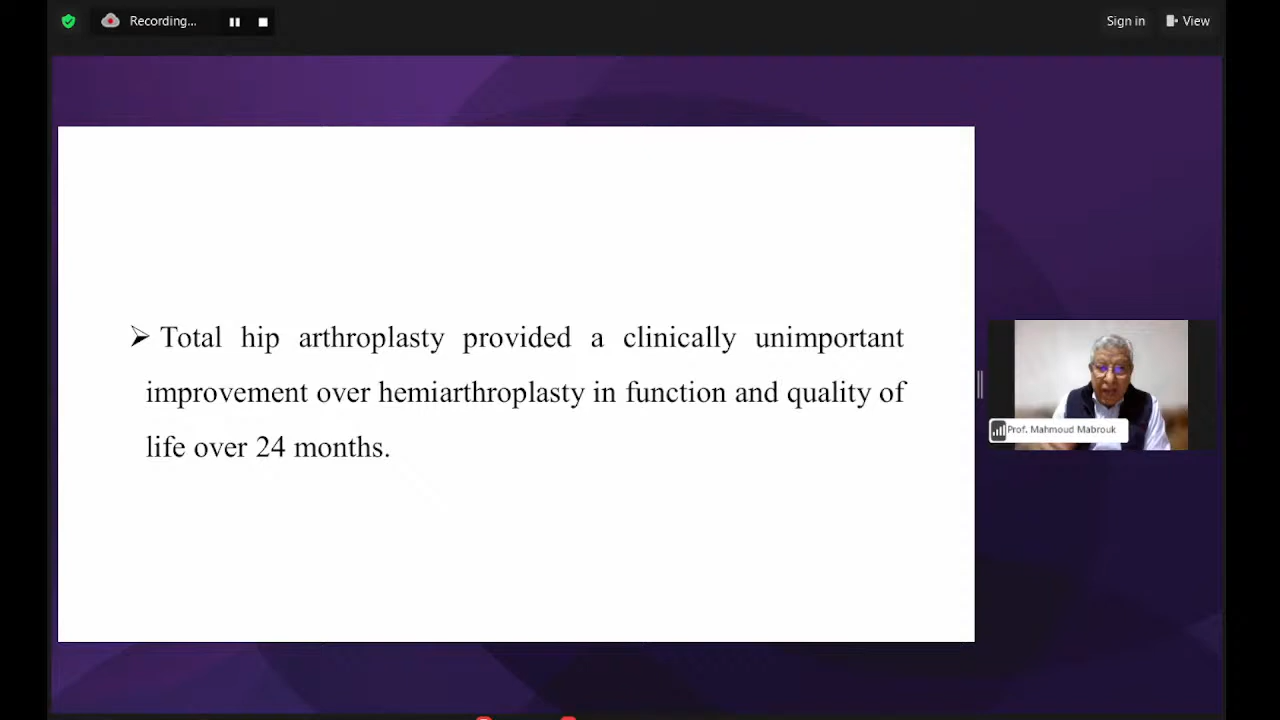 Recording...
Sign in
View
➢ Total hip arthroplasty provided a clinically unimportant
improvement over hemiarthroplasty in function and quality of
life over 24 months.
Prof. Mahmoud Mabrouk